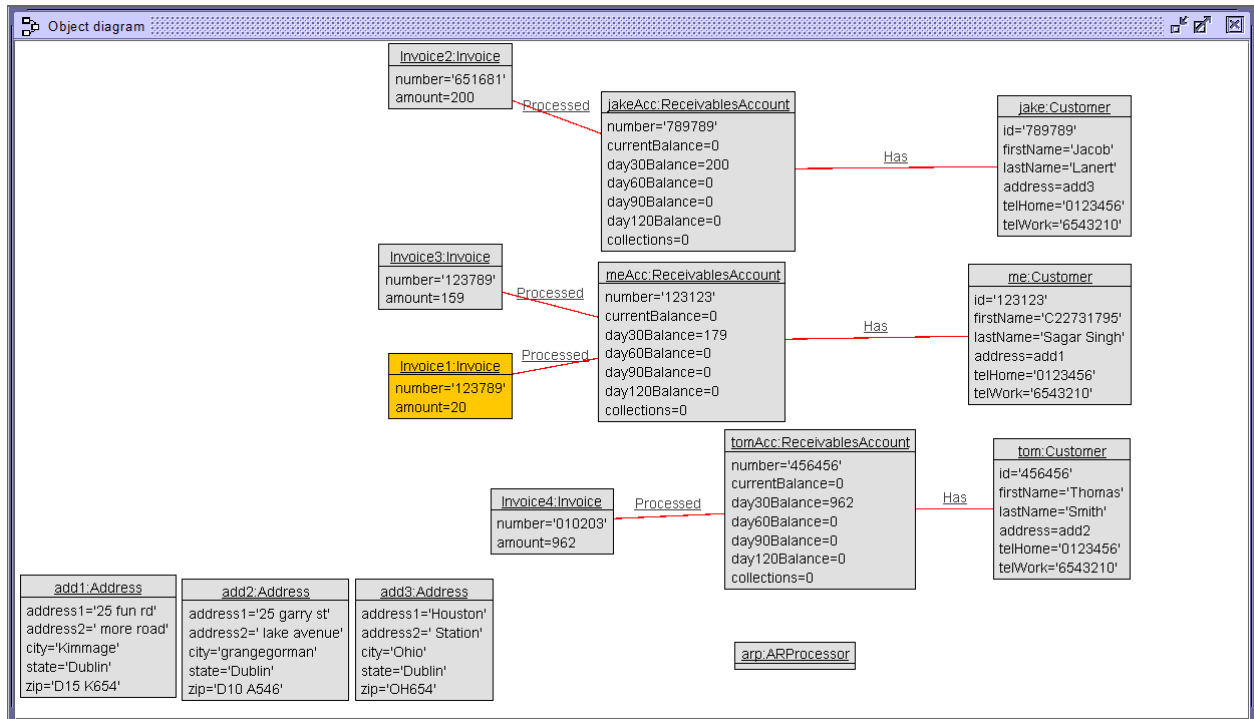 Object diagram
Invoice2:Invoice
number='651681'
amount=200
Processed
jakeAcc:ReceivablesAccount
number='789789'
currentBalance=0
day30Balance=200
day60Balance=0
day90Balance=0
day120Balance=0
collections=0
Has
jake:Customer
id='789789'
firstName='Jacob'
lastName='Lanert'
address=add3
telHome='0123456'
telWork='6543210'
Invoice3:Invoice
number='123789'
amount=159
Processed
Invoice1:Invoice
number='123789'
amount=20
Processed
meAcc:ReceivablesAccount
number='123123'
currentBalance=0
day30Balance=179
day60Balance=0
day90Balance=0
day120Balance=0
collections=0
Has
me:Customer
id='123123'
firstName='C22731795'
lastName='Sagar Singh'
address=add1
telHome='0123456'
telWork='6543210'
Invoice4:Invoice
number='010203'
amount=962
Processed
tomAcc:ReceivablesAccount
number='456456'
currentBalance=0
day30Balance=962
day60Balance=0
day90Balance=0
day120Balance=0
collections=0
Has
tom:Customer
id='456456'
firstName='Thomas'
lastName='Smith'
address=add2
telHome='0123456'
telWork='6543210'
add1:Address
address1='25 fun rd'
address2=' more road'
city='Kimmage'
state='Dublin'
zip='D15 K654'
add2:Address
address1='25 garry st'
address2=' lake avenue'
city='grangegorman'
state='Dublin'
zip='D10 A546'
add3:Address
address1='Houston'
address2=' Station'
city='Ohio'
state='Dublin'
zip='OH654'
arp:ARProcessor